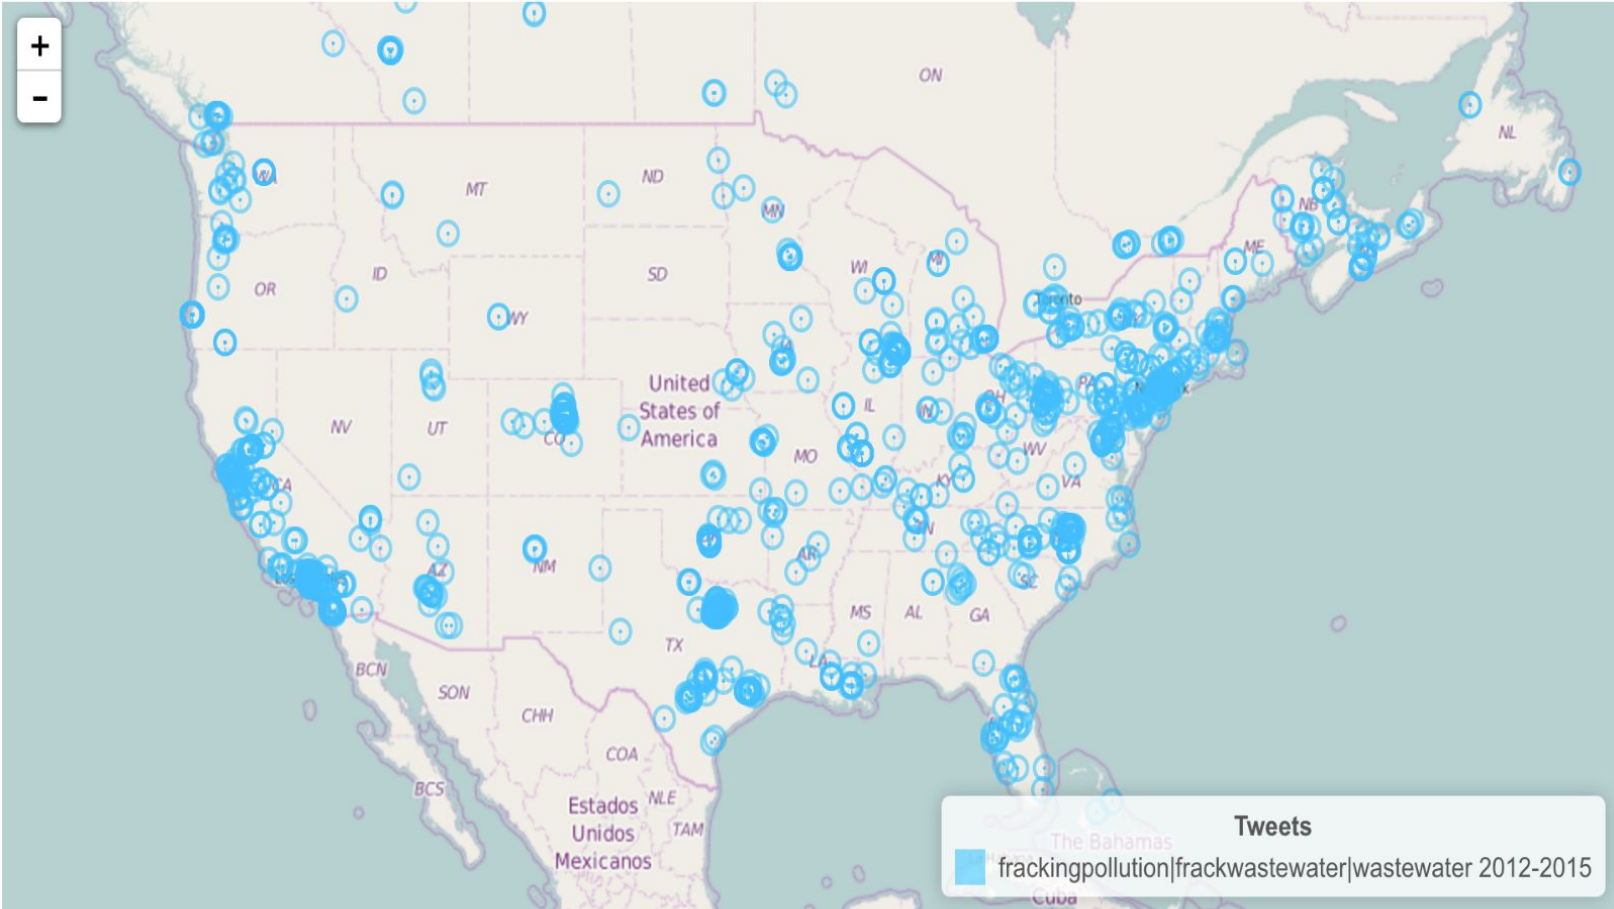 +
-
ON
NL
WA
MT
ND
MN
NB
ME
OR
ID
SD
WI
MI
Toronto
WY
United
States of
America
NV
UT
CO
IL
IN
OH
PA
CA
MO
WV
KY
VA
TN
AZ
NM
AR
SC
MS
AL
GA
TX
LA
BCN
SON
CHH
COA
BCS
NLE
TAM
Estados
Unidos
Mexicanos
Tweets
The Bahamas
frackingpollution|frackwastewater|wastewater 2012-2015
Cuba